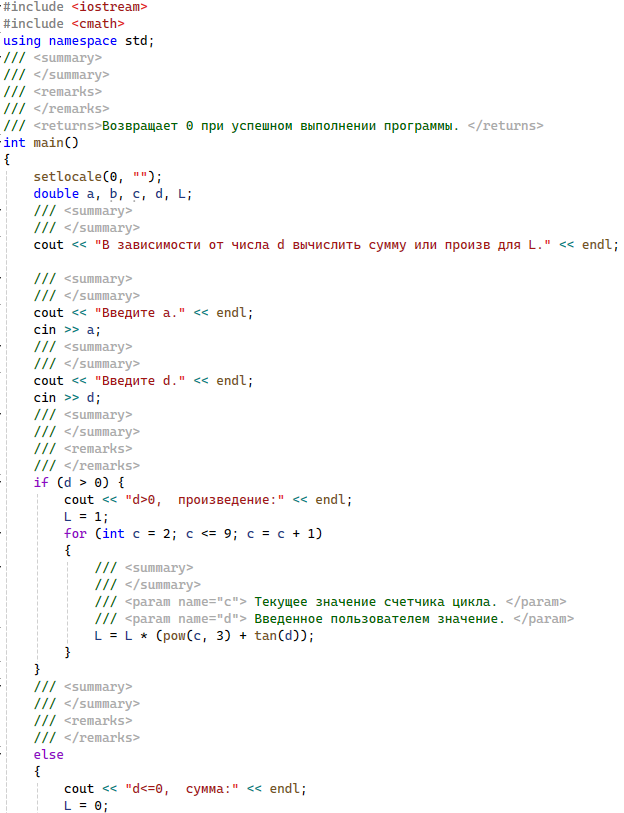 #include <iostream>
#include <cmath>
using namespace std;
/// <summary>
/// </summary>
/// <remarks>
/// </remarks>
/// <returns>Возвращает 0 при успешном выполнении программы. </returns>
int main()
{
    setlocale(0, "");
    double a, b, c, d, L;
    /// <summary>
    /// </summary>
    cout << "В зависимости от числа d вычислить сумму или произв для L." << endl;

    /// <summary>
    /// </summary>
    cout << "Введите a." << endl;
    cin >> a;
    /// <summary>
    /// </summary>
    cout << "Введите d." << endl;
    cin >> d;
    /// <summary>
    /// </summary>
    /// <remarks>
    /// </remarks>
    if (d > 0) {
        cout << "d>0,  произведение:" << endl;
        L = 1;
        for (int c = 2; c <= 9; c = c + 1)
        {
            /// <summary>
            /// </summary>
            /// <param name="c"> Текущее значение счетчика цикла. </param>
            /// <param name="d"> Введенное пользователем значение. </param>
            L = L * (pow(c, 3) + tan(d));
        }
    }
    /// <summary>
    /// </summary>
    /// <remarks>
    /// </remarks>
    else
    {
        cout << "d<=0,  сумма:" << endl;
        L = 0;